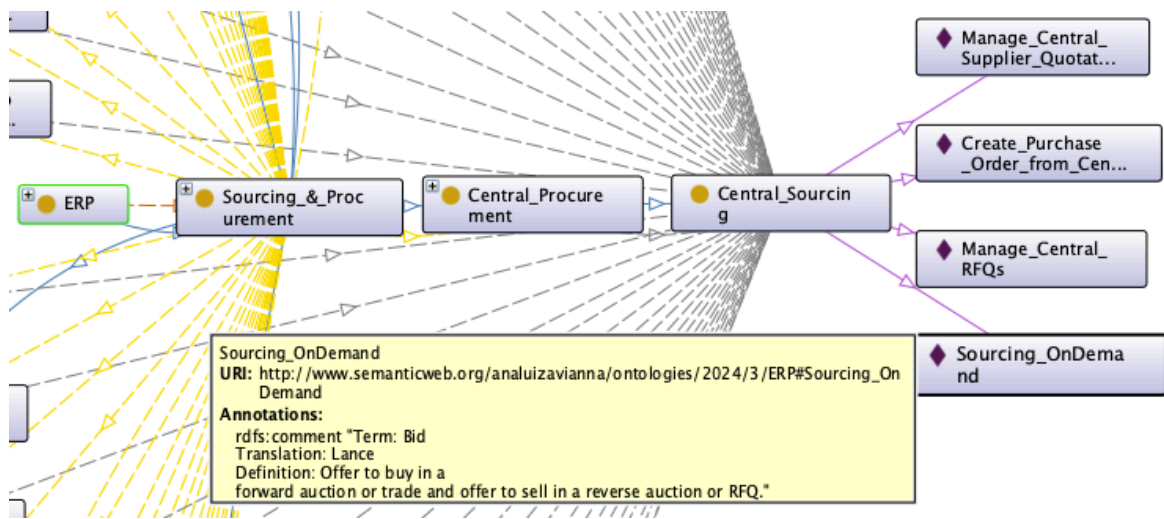 Manage_Central_
Supplier_Quotat...
Create_Purchase
_Order_from_Cen...
ERP
Sourcing_&_Proc
urement
Central_Procure
ment
Central_Sourcin
g
Manage_Central_
RFQs
Sourcing_OnDema
nd
Sourcing_OnDemand
URI: http://www.semanticweb.org/analuizavianna/ontologies/2024/3/ERP#Sourcing_On
Demand
Annotations:
rdfs:comment "Term: Bid
Translation: Lance
Definition: Offer to buy in a
forward auction or trade and offer to sell in a reverse auction or RFQ."